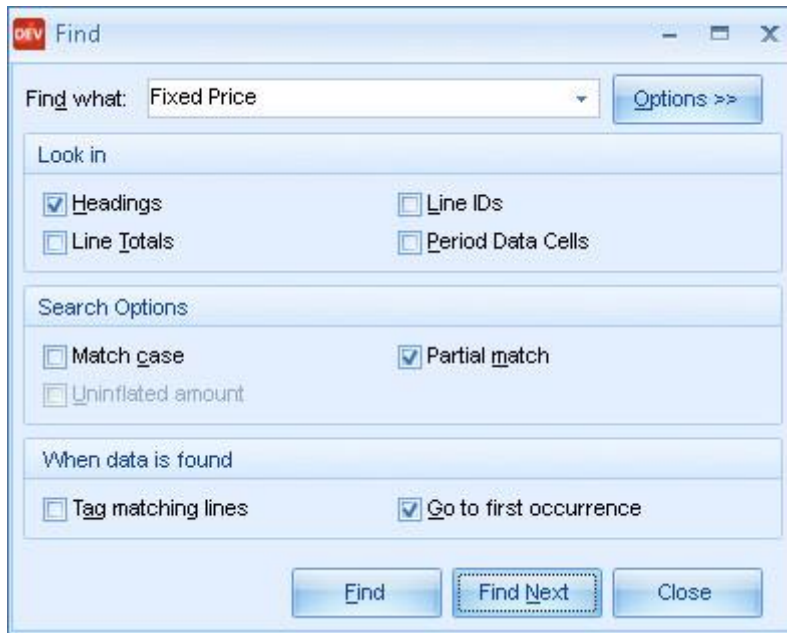 DEV Find
Find what: Fixed Price Options >>
Look in
Headings Line IDs
Line Totals Period Data Cells
Search Options
Match case Partial match
Uninflated amount
When data is found
Tag matching lines Go to first occurrence
Find Find Next Close